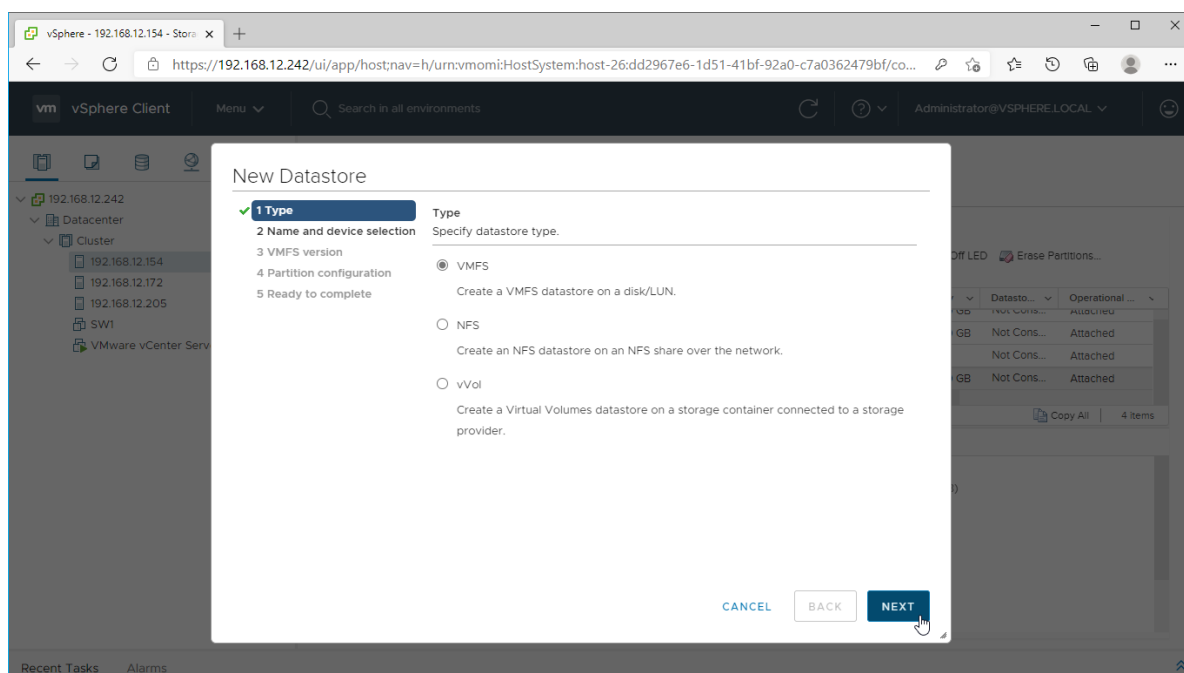 vSphere - 192.168.12.154 - Stora
https://192.168.12.242/ui/app/host;nav=h/urn:vmomi:HostSystem:host-26:dd2967e6-1d51-41bf-92a0-c7a0362479bf/co...
vm vSphere Client Menu Search in all environments Administrator@VSPHERE.LOCAL
192.168.12.242
Datacenter
Cluster
192.168.12.154
192.168.12.172
192.168.12.205
SW1
VMware vCenter Serv
New Datastore
1 Type
2 Name and device selection
3 VMFS version
4 Partition configuration
5 Ready to complete
Type
Specify datastore type.
VMFS
Create a VMFS datastore on a disk/LUN.
NFS
Create an NFS datastore on an NFS share over the network.
vVol
Create a Virtual Volumes datastore on a storage container connected to a storage
provider.
CANCEL BACK NEXT
Off LED Erase Partitions...
Datasto... Operational ...
GB Not Cons... Attached
GB Not Cons... Attached
Not Cons... Attached
GB Not Cons... Attached
Copy All 4 items
Recent Tasks Alarms